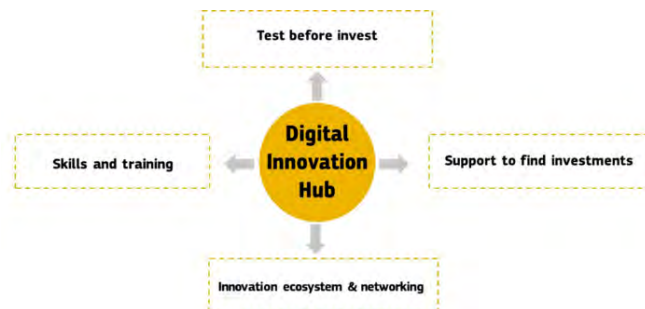 Test before invest
Skills and training
Digital
Innovation
Hub
Support to find investments
Innovation ecosystem & networking